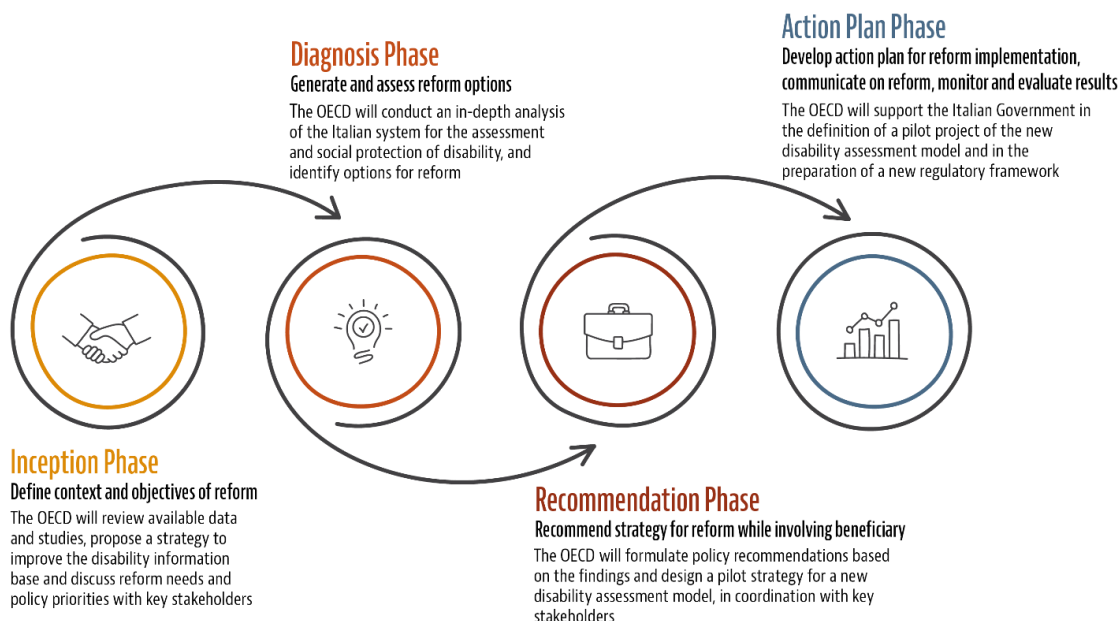 Inception Phase
Define context and objectives of reform
The OECD will review available data
and studies, propose a strategy to
improve the disability information
base and discuss reform needs and
policy priorities with key stakeholders
Diagnosis Phase
Generate and assess reform options
The OECD will conduct an in-depth analysis
of the Italian system for the assessment
and social protection of disability, and
identify options for reform
Recommendation Phase
Recommend strategy for reform while involving beneficiary
The OECD will formulate policy recommendations based
on the findings and design a pilot strategy for a new
disability assessment model, in coordination with key
stakeholders
Action Plan Phase
Develop action plan for reform implementation,
communicate on reform, monitor and evaluate results
The OECD will support the Italian Government in
the definition of a pilot project of the new
disability assessment model and in the
preparation of a new regulatory framework